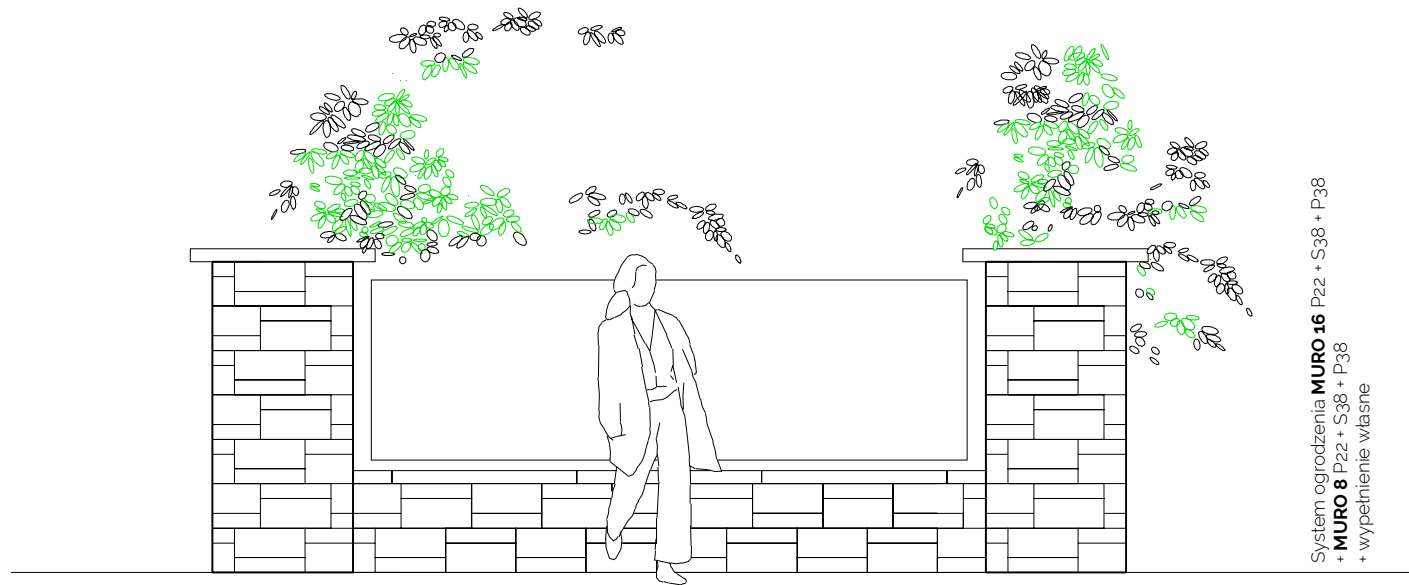 System ogrodzenia MURO 16 P22 + S38 + P38
+ MURO 8 P22 + S38 + P38
+ wypełnienie własne